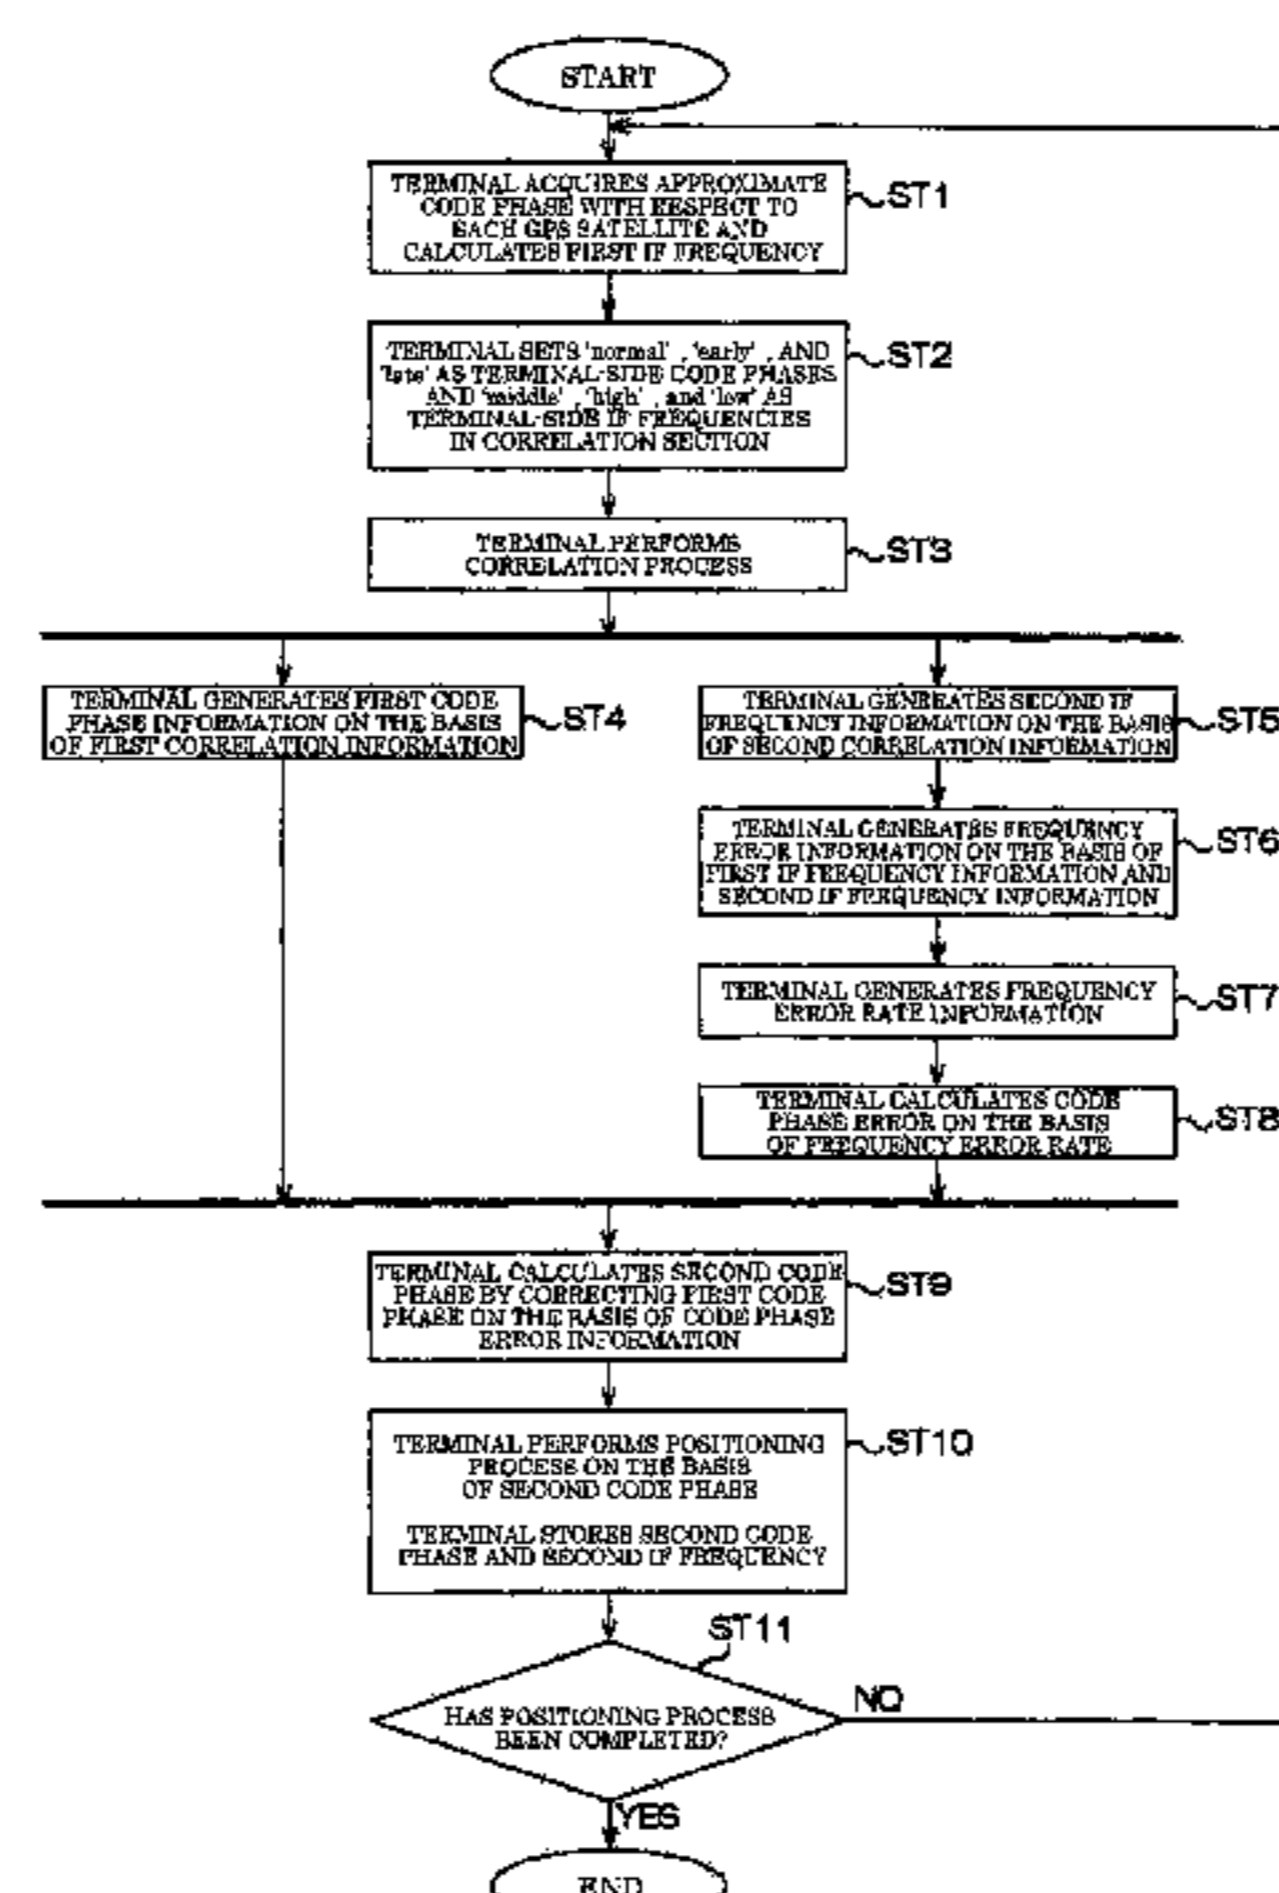 START
TERMINAL ACQUIRES APPROXIMATE
CODE PHASE WITH RESPECT TO
EACH GPS SATELLITE AND
CALCULATES FIRST IF FREQUENCY
ST1
TERMINAL SETS 'normal', 'early', AND
'late' AS TERMINAL-SIDE CODE PHASES
AND 'middle', 'high', and 'low' AS
TERMINAL-SIDE IF FREQUENCIES
IN CORRELATION SECTION
ST2
TERMINAL PERFORMS
CORRELATION PROCESS
ST3
TERMINAL GENERATES FIRST CODE
PHASE INFORMATION ON THE BASIS
OF FIRST CORRELATION INFORMATION
ST4
TERMINAL GENERATES SECOND IF
FREQUENCY INFORMATION ON THE BASIS
OF SECOND CORRELATION INFORMATION
ST5
TERMINAL GENERATES FREQUENCY
ERROR INFORMATION ON THE BASIS OF
FIRST IF FREQUENCY INFORMATION AND
SECOND IF FREQUENCY INFORMATION
ST6
TERMINAL GENERATES FREQUENCY
ERROR RATE INFORMATION
ST7
TERMINAL CALCULATES CODE
PHASE ERROR ON THE BASIS
OF FREQUENCY ERROR RATE
ST8
TERMINAL CALCULATES SECOND CODE
PHASE BY CORRECTING FIRST CODE
PHASE ON THE BASIS OF CODE PHASE
ERROR INFORMATION
ST9
TERMINAL PERFORMS POSITIONING
PROCESS ON THE BASIS
OF SECOND CODE PHASE
TERMINAL STORES SECOND CODE
PHASE AND SECOND IF FREQUENCY
ST10
ST11
HAS POSITIONING PROCESS
BEEN COMPLETED?
NO
YES
END